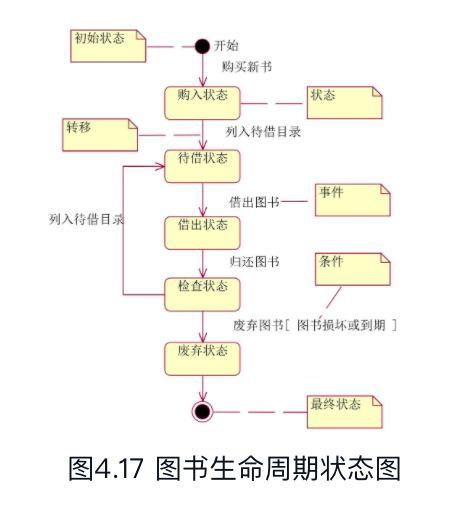 初始状态
开始
购买新书
购入状态
状态
转移
列入待借目录
待借状态
事件
借出图书
列入待借目录
借出状态
归还图书
条件
检查状态
废弃图书[ 图书损坏或到期 ]
废弃状态
最终状态
图4.17 图书生命周期状态图